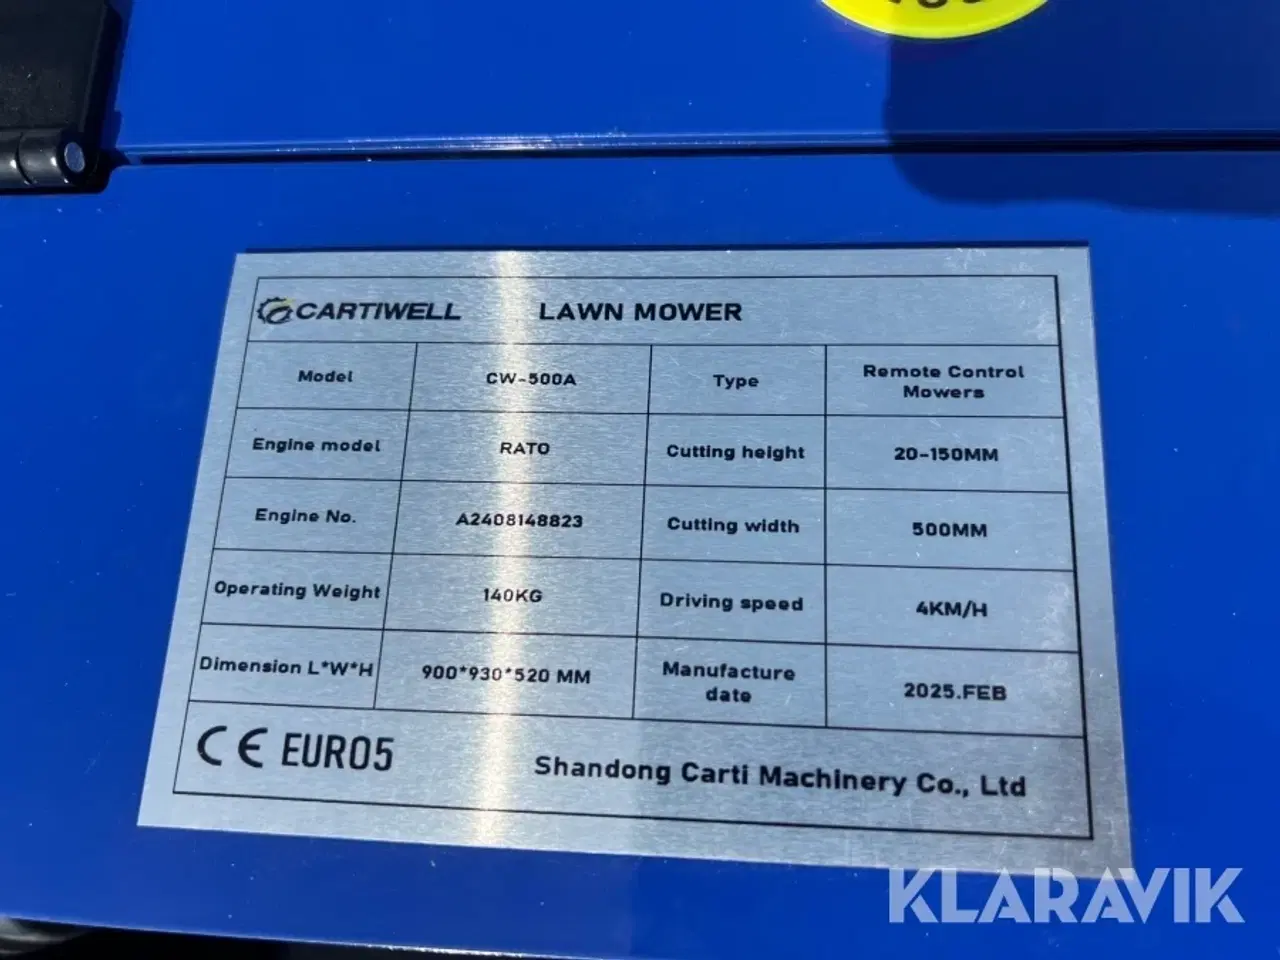 CARTIWELL LAWN MOWER
Model CW-500A Type Remote Control Mowers
Engine model RATO Cutting height 20-150MM
Engine No. A2408148823 Cutting width 500MM
Operating Weight 140KG Driving speed 4KM/H
Dimension L*W*H 900*930*520 MM Manufacture date 2025.FEB
CE EURO5 Shandong Carti Machinery Co., Ltd
KLARAVIK